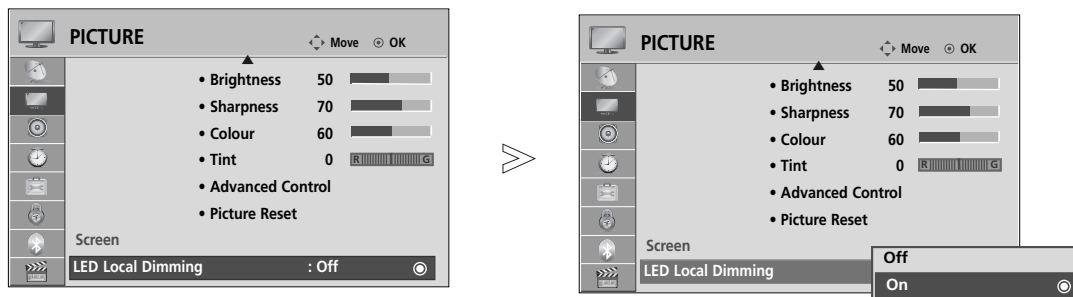 PICTURE
Move OK
• Brightness 50
• Sharpness 70
• Colour 60
• Tint 0 R G
• Advanced Control
• Picture Reset
Screen
LED Local Dimming : Off
PICTURE
Move OK
• Brightness 50
• Sharpness 70
• Colour 60
• Tint 0 R G
• Advanced Control
• Picture Reset
Screen
LED Local Dimming
Off
On